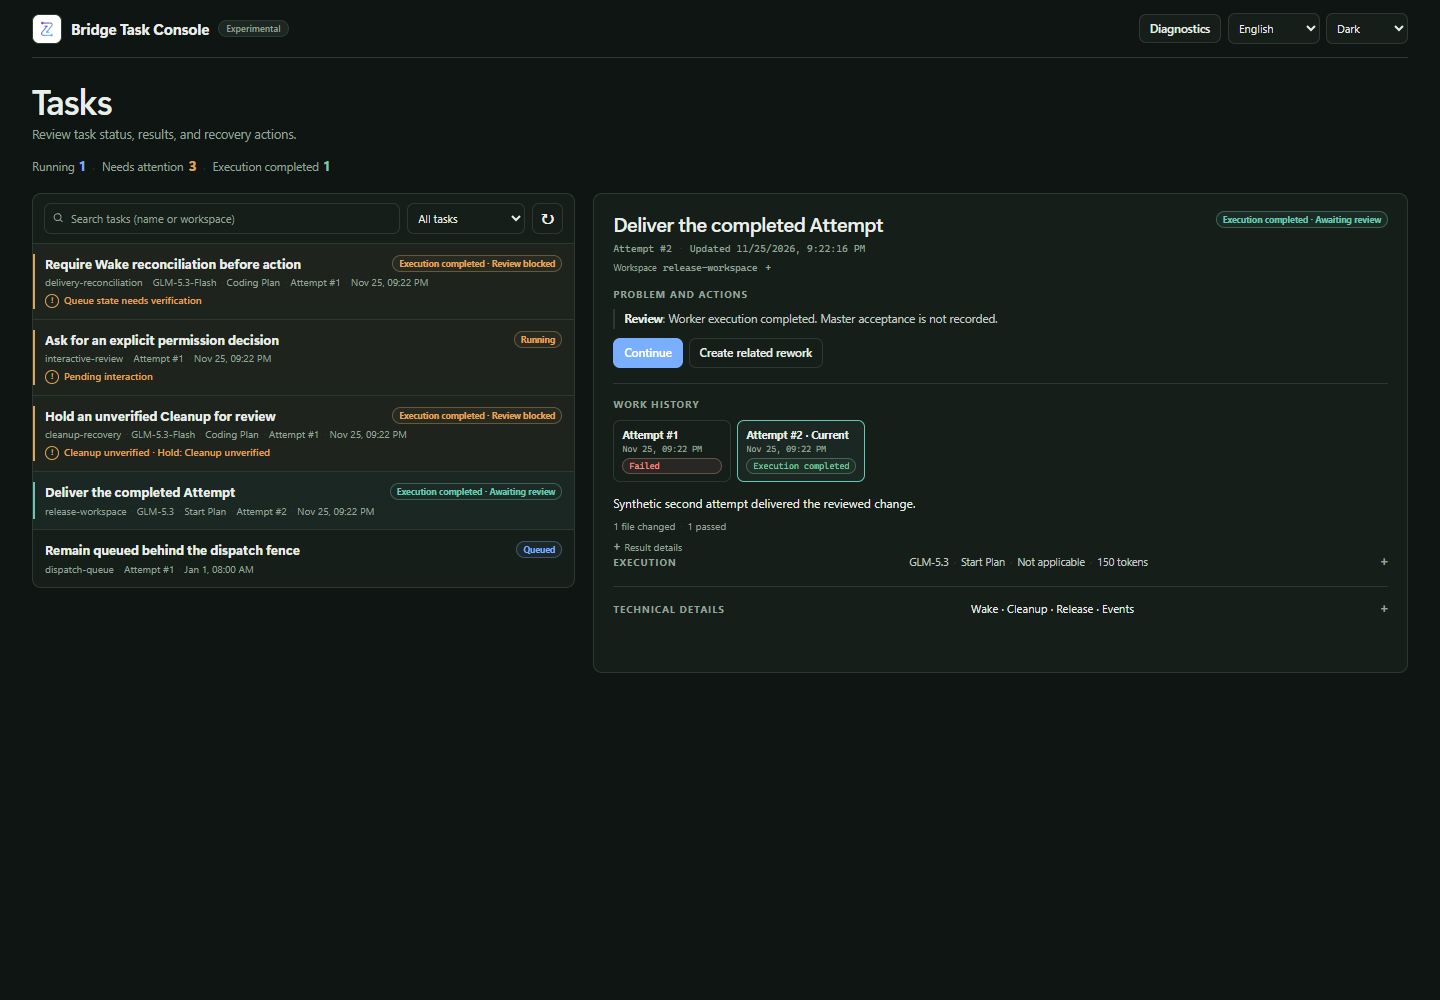 Bridge Task Console Experimental
Diagnostics English Dark
Tasks
Review task status, results, and recovery actions.
Running 1 · Needs attention 3 · Execution completed 1
Search tasks (name or workspace) All tasks
Require Wake reconciliation before action Execution completed · Review blocked
delivery-reconciliation GLM-5.3-Flash Coding Plan Attempt #1 Nov 25, 09:22 PM
! Queue state needs verification
Ask for an explicit permission decision Running
interactive-review Attempt #1 Nov 25, 09:22 PM
! Pending interaction
Hold an unverified Cleanup for review Execution completed · Review blocked
cleanup-recovery GLM-5.3-Flash Coding Plan Attempt #1 Nov 25, 09:22 PM
! Cleanup unverified · Hold: Cleanup unverified
Deliver the completed Attempt Execution completed · Awaiting review
release-workspace GLM-5.3 Start Plan Attempt #2 Nov 25, 09:22 PM
Remain queued behind the dispatch fence Queued
dispatch-queue Attempt #1 Jan 1, 08:00 AM
Deliver the completed Attempt Execution completed · Awaiting review
Attempt #2 · Updated 11/25/2026, 9:22:16 PM
Workspace release-workspace +
PROBLEM AND ACTIONS
Review: Worker execution completed. Master acceptance is not recorded.
Continue Create related rework
WORK HISTORY
Attempt #1 Attempt #2 · Current
Nov 25, 09:22 PM Nov 25, 09:22 PM
Failed Execution completed
Synthetic second attempt delivered the reviewed change.
1 file changed · 1 passed
+ Result details
EXECUTION GLM-5.3 · Start Plan · Not applicable · 150 tokens +
TECHNICAL DETAILS Wake · Cleanup · Release · Events +